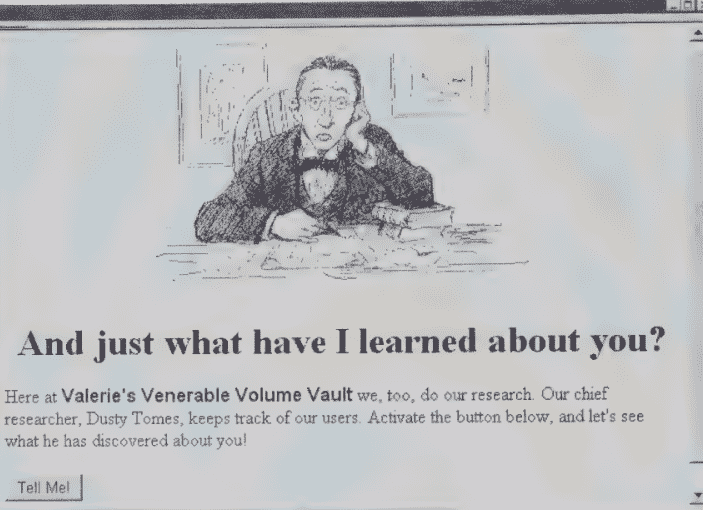 And just what have I learned about you?
Here at Valerie's Venerable Volume Vault we, too, do our research. Our chief
researcher, Dusty Tomes, keeps track of our users. Activate the button below, and let's see
what he has discovered about you!
Tell Me!